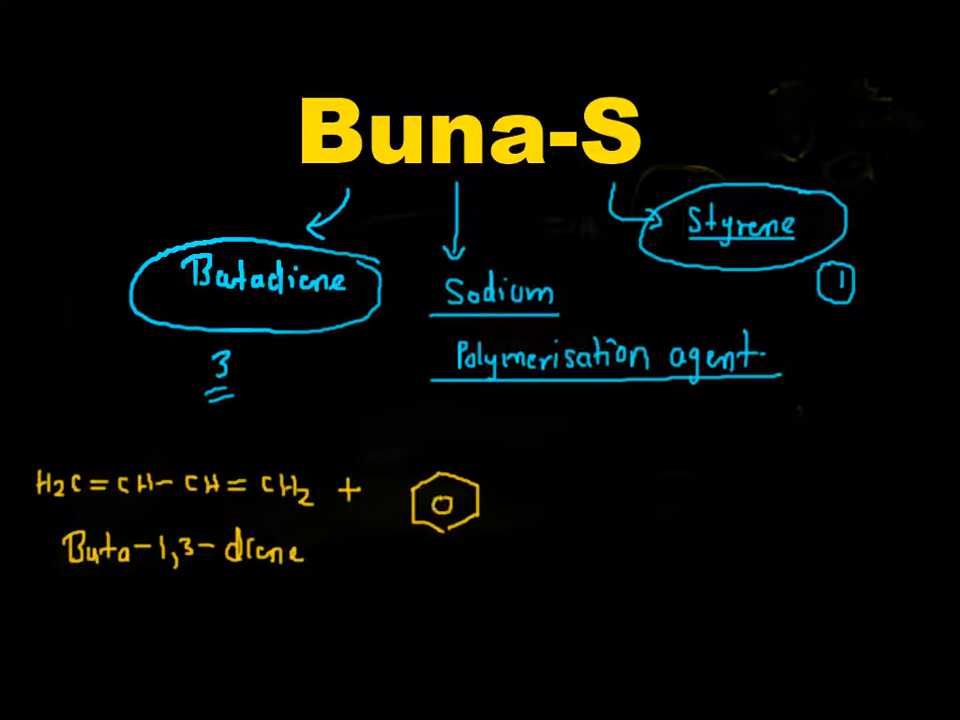 Buna-S
Styrene
Butadiene
1
Sodium
3
Polymerisation agent
H2C = CH - CH = CH2 +
Buta-1,3-diene